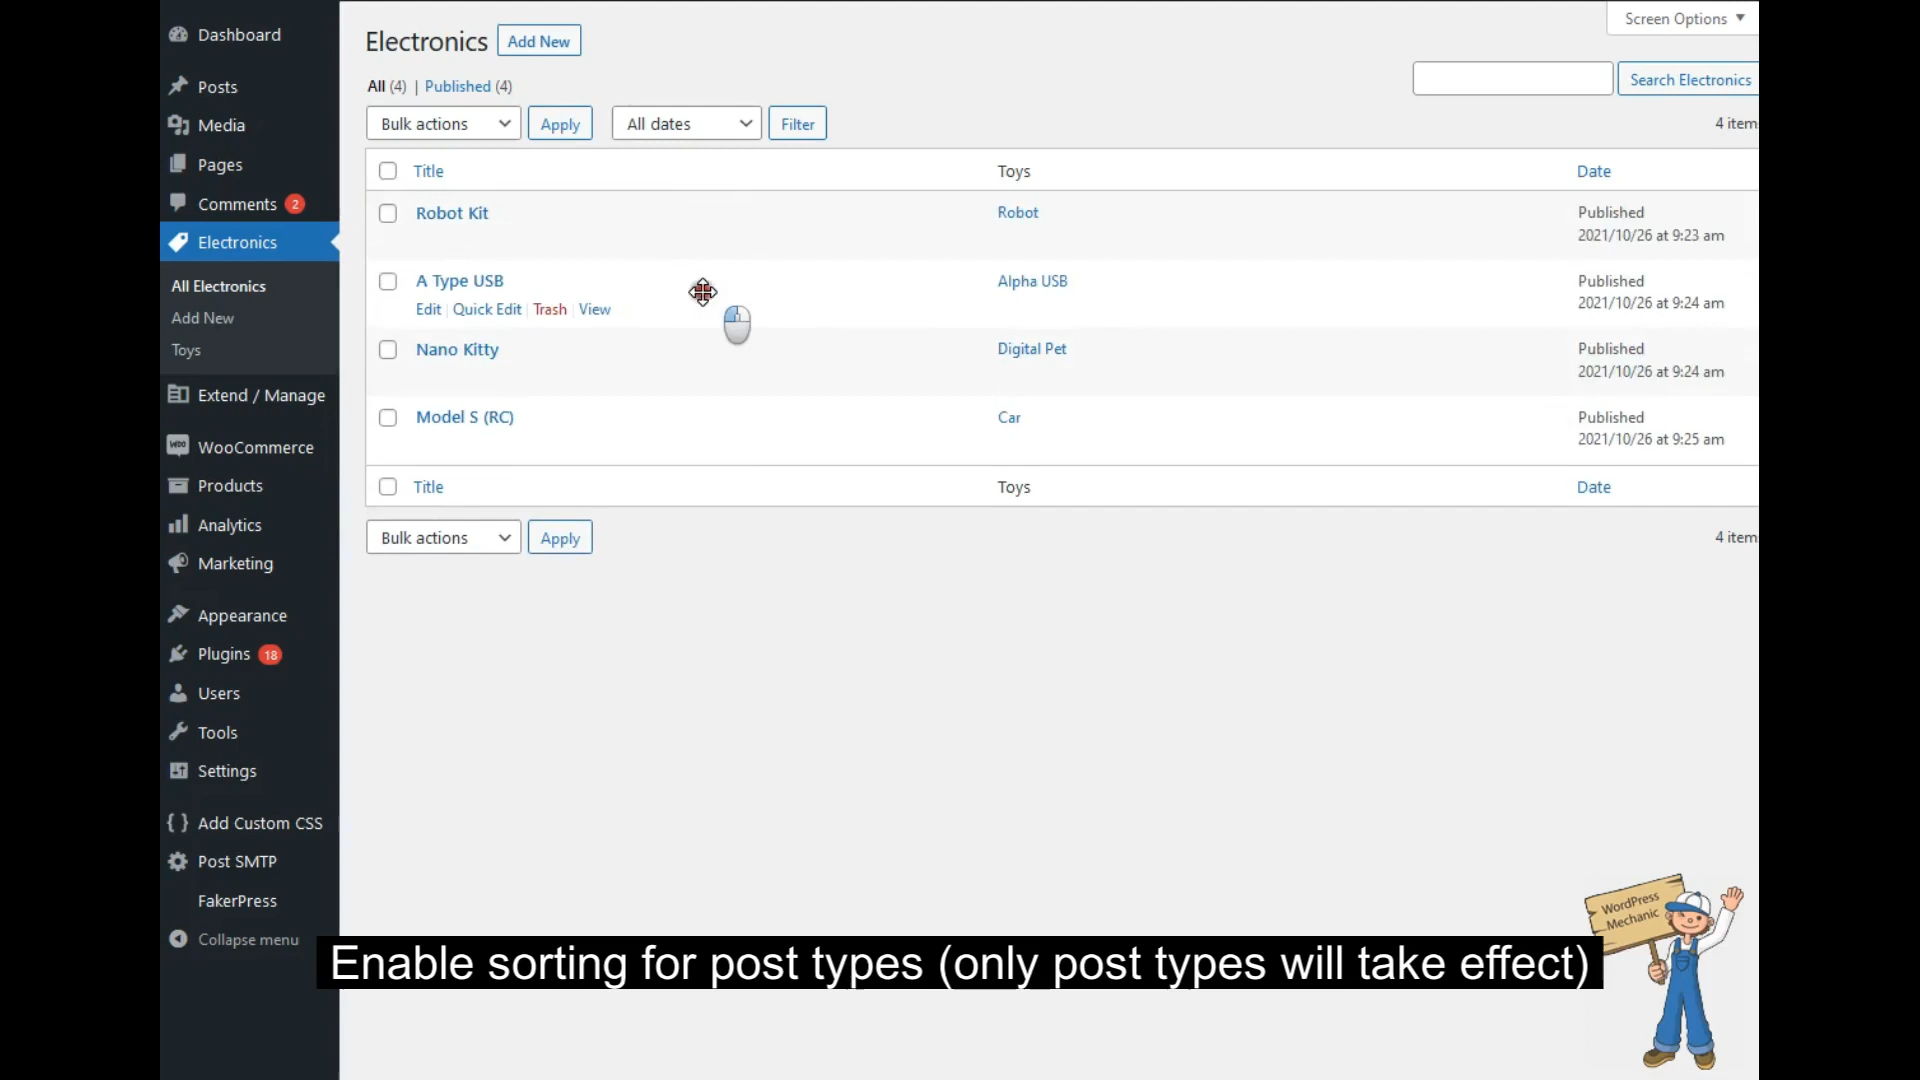 Dashboard
Posts
Media
Pages
Comments 2
Electronics
All Electronics
Add New
Toys
Extend / Manage
WooCommerce
Products
Analytics
Marketing
Appearance
Plugins 18
Users
Tools
Settings
Add Custom CSS
Post SMTP
FakerPress
Collapse menu
Screen Options
Electronics Add New
All (4) | Published (4)
Search Electronics
Bulk actions Apply All dates Filter 4 item
Title Toys Date
Robot Kit Robot Published
2021/10/26 at 9:23 am
A Type USB Alpha USB Published
Edit | Quick Edit | Trash | View 2021/10/26 at 9:24 am
Nano Kitty Digital Pet Published
2021/10/26 at 9:24 am
Model S (RC) Car Published
2021/10/26 at 9:25 am
Title Toys Date
Bulk actions Apply 4 item
WordPress
Mechanic
Enable sorting for post types (only post types will take effect)